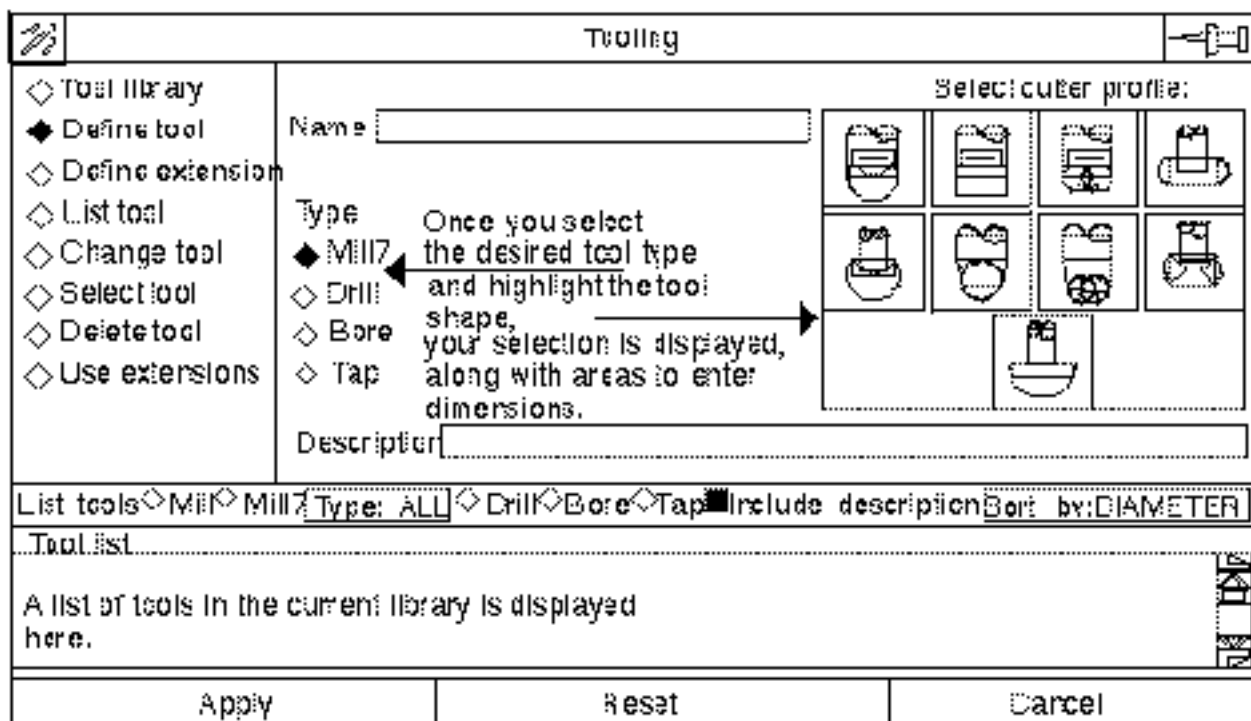 Tooling
Tool library
Define tool
Define extension
List tool
Change tool
Select tool
Delete tool
Use extensions
Name
Select cutter profile:
Type
Mill7
Drill
Bore
Tap
Once you select
the desired tool type
and highlight the tool
shape,
your selection is displayed,
along with areas to enter
dimensions.
Description
List tools Mill Mill7 Type: ALL Drill Bore Tap Include description Sort by:DIAMETER
Tool list
A list of tools in the current library is displayed
here.
Apply Reset Cancel